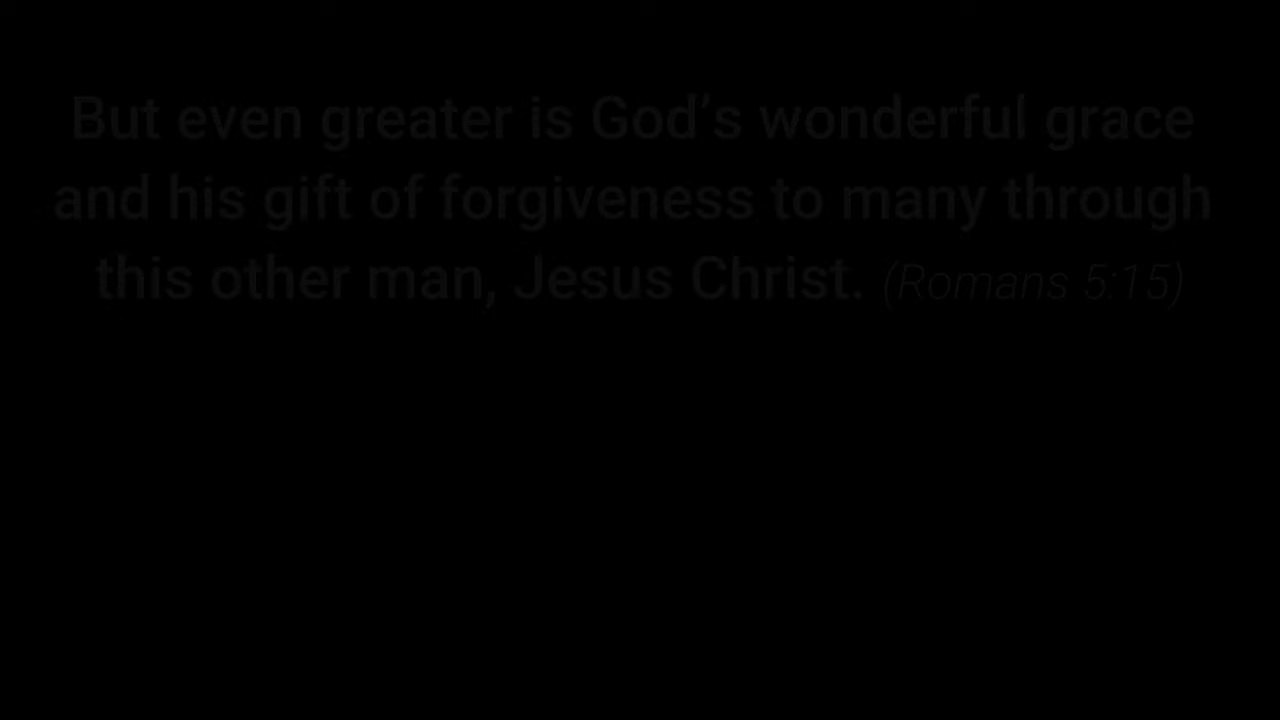 But even greater is God’s wonderful grace
and his gift of forgiveness to many through
this other man, Jesus Christ. (Romans 5:15)